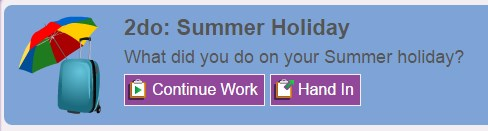 2do: Summer Holiday
What did you do on your Summer holiday?
Continue Work Hand In